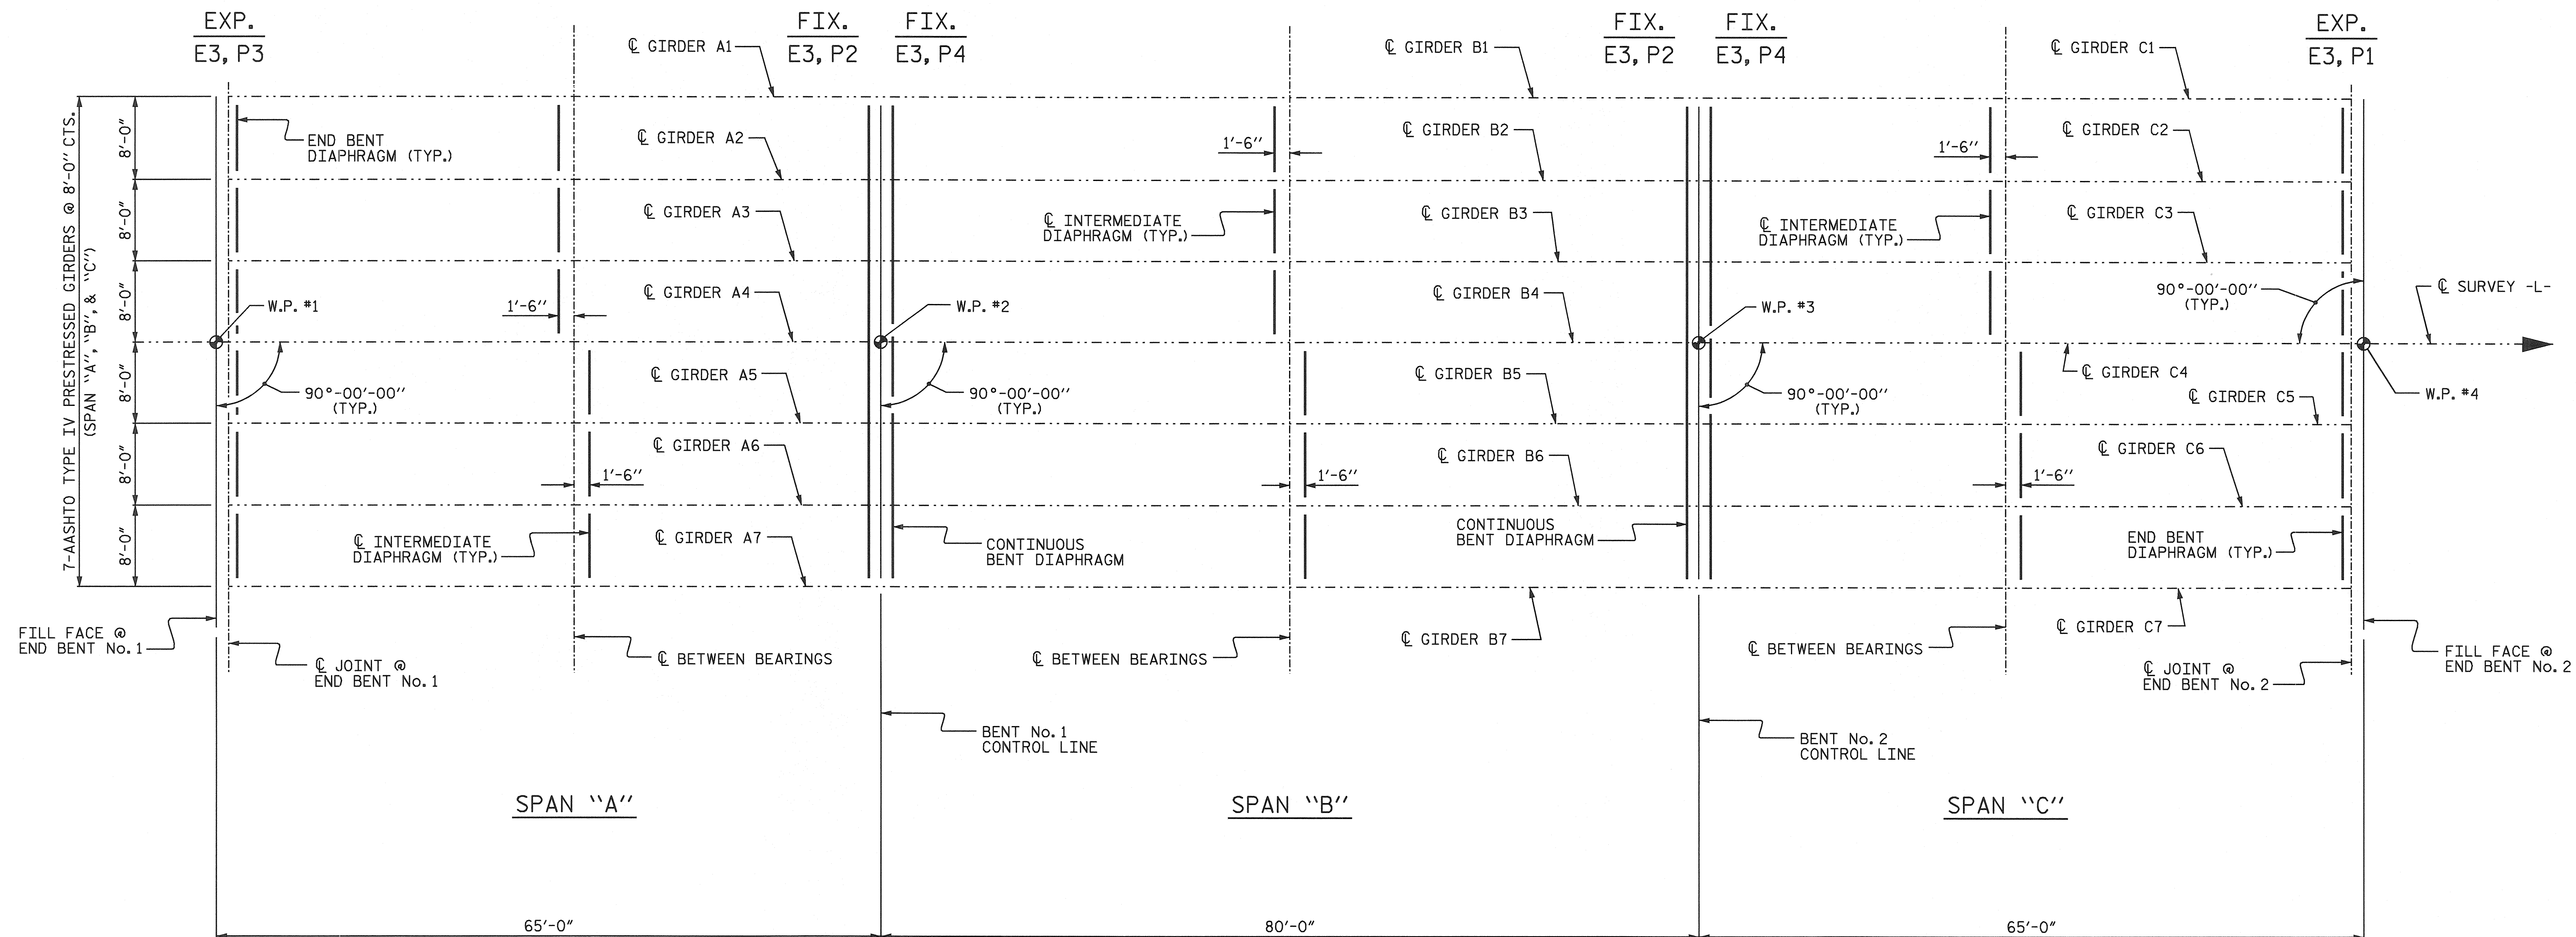 EXP.
E3, P3
FIX.
E3, P2
FIX.
E3, P4
FIX.
E3, P2
FIX.
E3, P4
EXP.
E3, P1
℄ GIRDER A1
℄ GIRDER B1
℄ GIRDER C1
7-AASHTO TYPE IV PRESTRESSED GIRDERS @ 8'-0" CTS.
(SPAN "A", "B", & "C")
8'-0"
8'-0"
8'-0"
8'-0"
8'-0"
8'-0"
END BENT
DIAPHRAGM (TYP.)
℄ GIRDER A2
1'-6"
℄ GIRDER B2
1'-6"
℄ GIRDER C2
℄ GIRDER A3
℄ INTERMEDIATE
DIAPHRAGM (TYP.)
℄ GIRDER B3
℄ INTERMEDIATE
DIAPHRAGM (TYP.)
℄ GIRDER C3
W.P. #1
1'-6"
℄ GIRDER A4
W.P. #2
℄ GIRDER B4
W.P. #3
90°-00'-00"
(TYP.)
℄ SURVEY -L-
90°-00'-00"
(TYP.)
℄ GIRDER A5
90°-00'-00"
(TYP.)
℄ GIRDER B5
90°-00'-00"
(TYP.)
℄ GIRDER C4
℄ GIRDER C5
W.P. #4
℄ GIRDER A6
1'-6"
℄ GIRDER B6
1'-6"
℄ GIRDER C6
1'-6"
℄ INTERMEDIATE
DIAPHRAGM (TYP.)
℄ GIRDER A7
CONTINUOUS
BENT DIAPHRAGM
CONTINUOUS
BENT DIAPHRAGM
END BENT
DIAPHRAGM (TYP.)
FILL FACE @
END BENT No. 1
℄ JOINT @
END BENT No. 1
℄ BETWEEN BEARINGS
℄ BETWEEN BEARINGS
℄ GIRDER B7
℄ BETWEEN BEARINGS
℄ GIRDER C7
℄ JOINT @
END BENT No. 2
FILL FACE @
END BENT No. 2
BENT No. 1
CONTROL LINE
BENT No. 2
CONTROL LINE
SPAN "A"
SPAN "B"
SPAN "C"
65'-0"
80'-0"
65'-0"